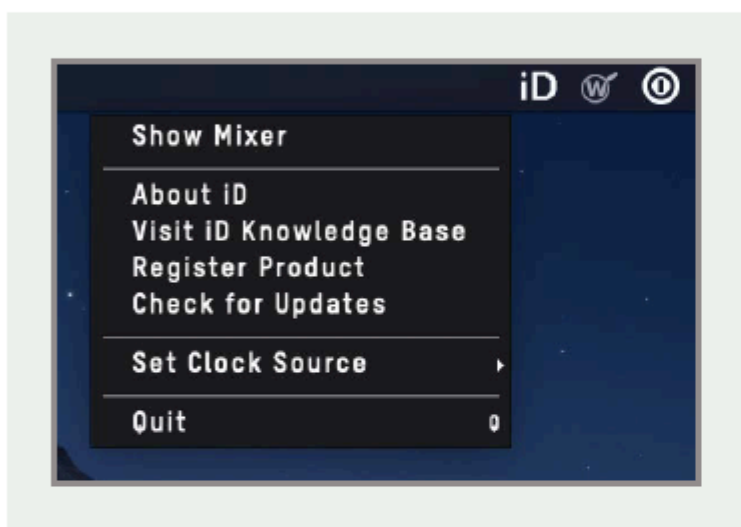 iD
Show Mixer
About iD
Visit iD Knowledge Base
Register Product
Check for Updates
Set Clock Source
Quit Q